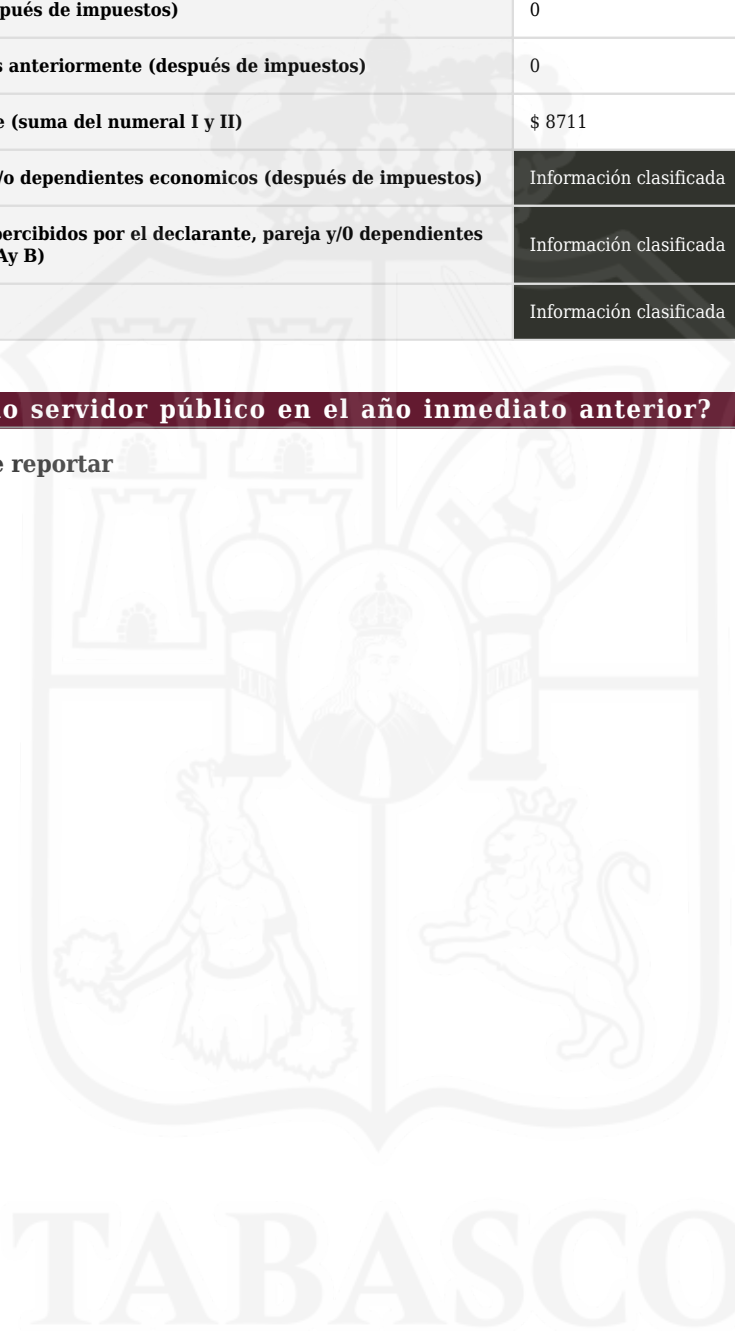 pués de impuestos)
0
s anteriormente (después de impuestos)
0
e (suma del numeral I y II)
$ 8711
/o dependientes economicos (después de impuestos)
Información clasificada
percibidos por el declarante, pareja y/0 dependientes
Ay B)
Información clasificada
Información clasificada
o servidor público en el año inmediato anterior?
e reportar
PLUS
ULTRA
TABASCO